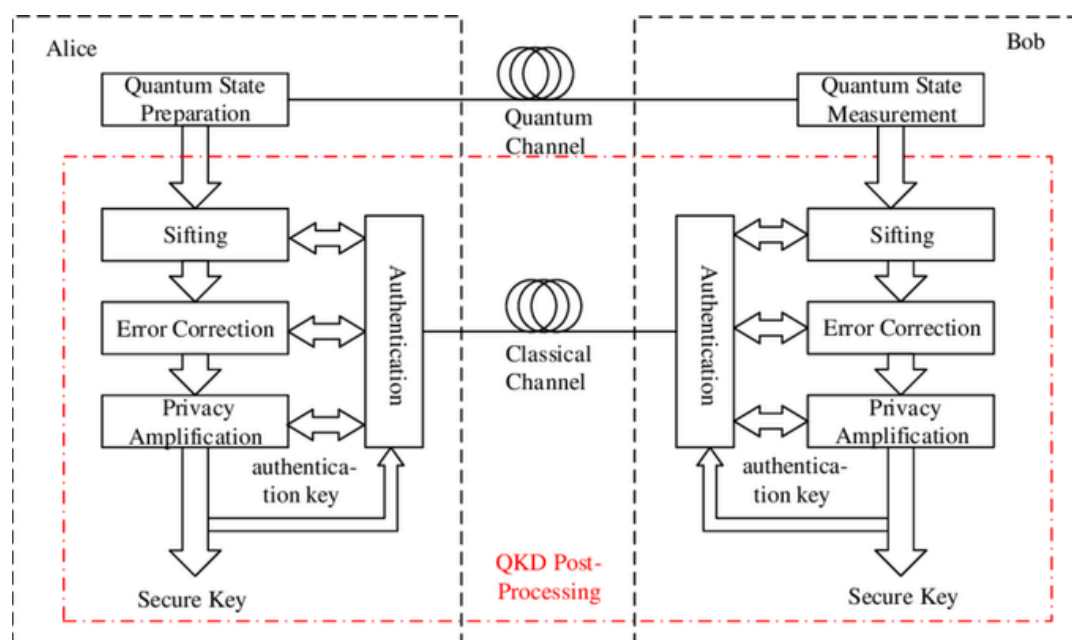 Alice
Bob
Quantum State
Preparation
Quantum
Channel
Quantum State
Measurement
Sifting
Error Correction
Privacy
Amplification
Authentication
authentica-
tion key
Secure Key
Classical
Channel
QKD Post-
Processing
Authentication
Sifting
Error Correction
Privacy
Amplification
authentica-
tion key
Secure Key